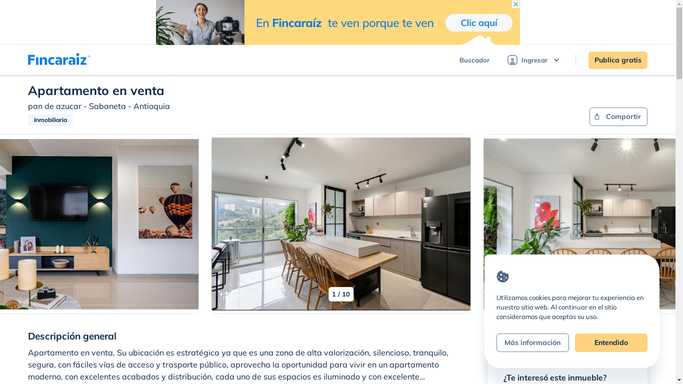 En Fincaraíz te ven porque te ven
Clic aquí
Fincaraiz
Buscador
Ingresar
Publica gratis
Apartamento en venta
pan de azucar - Sabaneta - Antioquia
Inmobiliaria
Compartir
1 / 10
Utilizamos cookies para mejorar tu experiencia en
nuestro sitio web. Al continuar en el sitio
consideramos que aceptas su uso.
Más información
Entendido
Descripción general
Apartamento en venta, Su ubicación es estratégica ya que es una zona de alta valorización, silencioso, tranquilo,
segura, con fáciles vías de acceso y trasporte público, aprovecha la oportunidad para vivir en un apartamento
moderno, con excelentes acabados y distribución, cada uno de sus espacios es iluminado y con excelente...
¿Te interesó este inmueble?